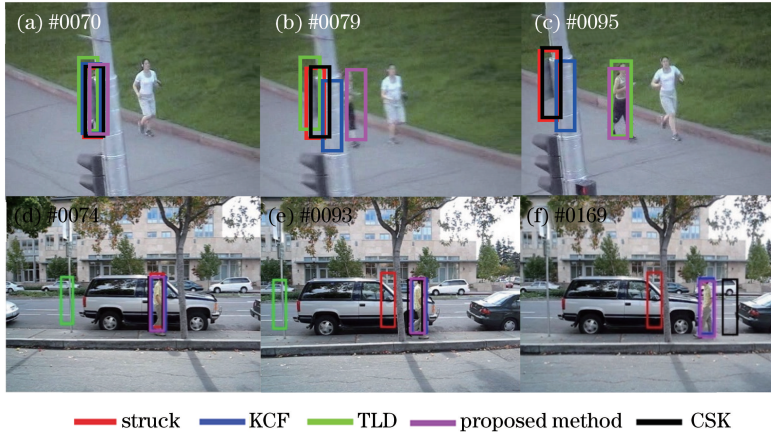 (a) #0070
(b) #0079
(c) #0095
(d) #0074
(e) #0093
(f) #0169
struck
KCF
TLD
proposed method
CSK